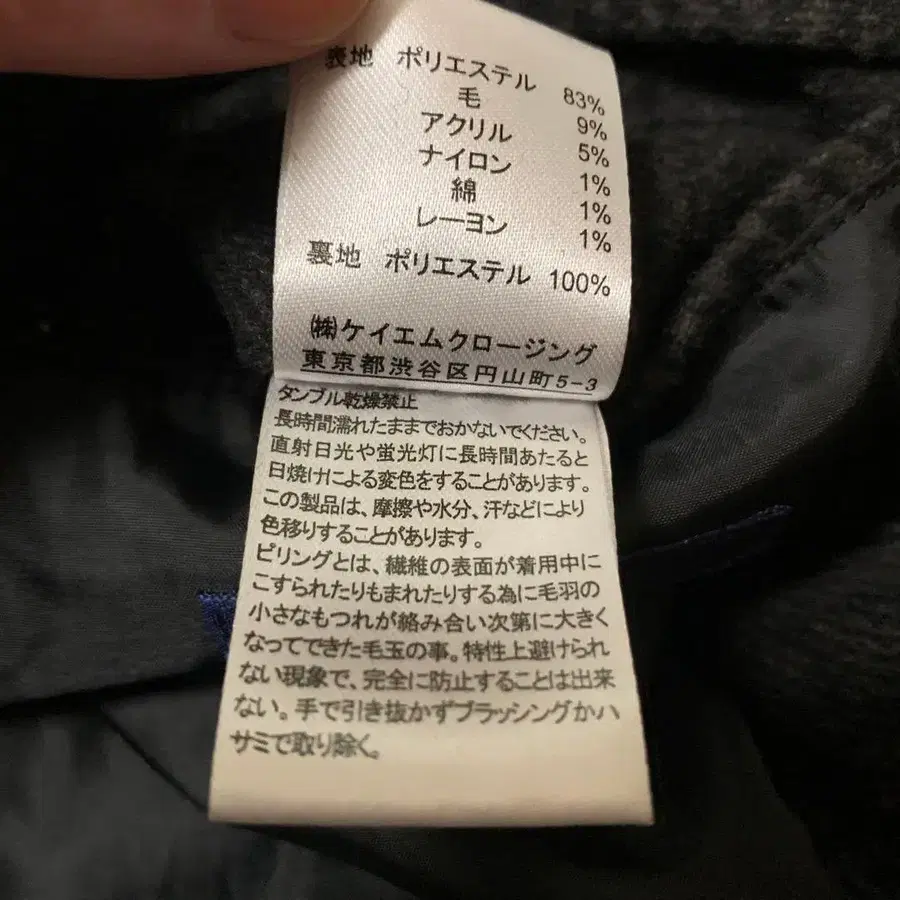 表地 ポリエステル 83%
毛 9%
アクリル 5%
ナイロン 1%
綿 1%
レーヨン 1%
裏地 ポリエステル 100%
㈱ケイエムクロージング
東京都渋谷区円山町5-3
タンブル乾燥禁止
長時間濡れたままでおかないでください。
直射日光や蛍光灯に長時間あたると
日焼けによる変色をすることがあります。
この製品は、摩擦や水分、汗などにより
色移りすることがあります。
ピリングとは、繊維の表面が着用中に
こすられたりもまれたりする為に毛羽の
小さなもつれが絡み合い次第に大きく
なってできた毛玉の事。特性上避けられ
ない現象で、完全に防止することは出来
ない。手で引き抜かずブラッシングかハ
サミで取り除く。